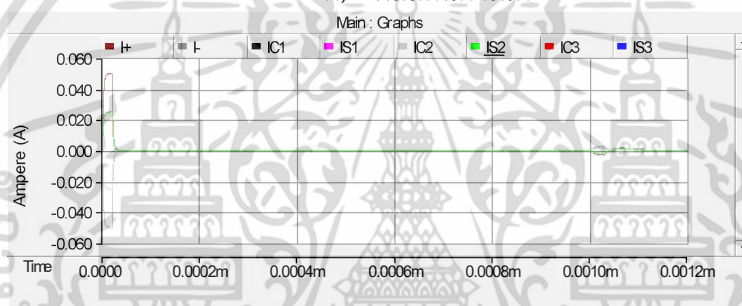 Main : Graphs
I+ I- IC1 IS1 IC2 IS2 IC3 IS3
0.060
0.040
0.020
0.000
-0.020
-0.040
-0.060
Ampere (A)
Time 0.0000 0.0002m 0.0004m 0.0006m 0.0008m 0.0010m 0.0012m